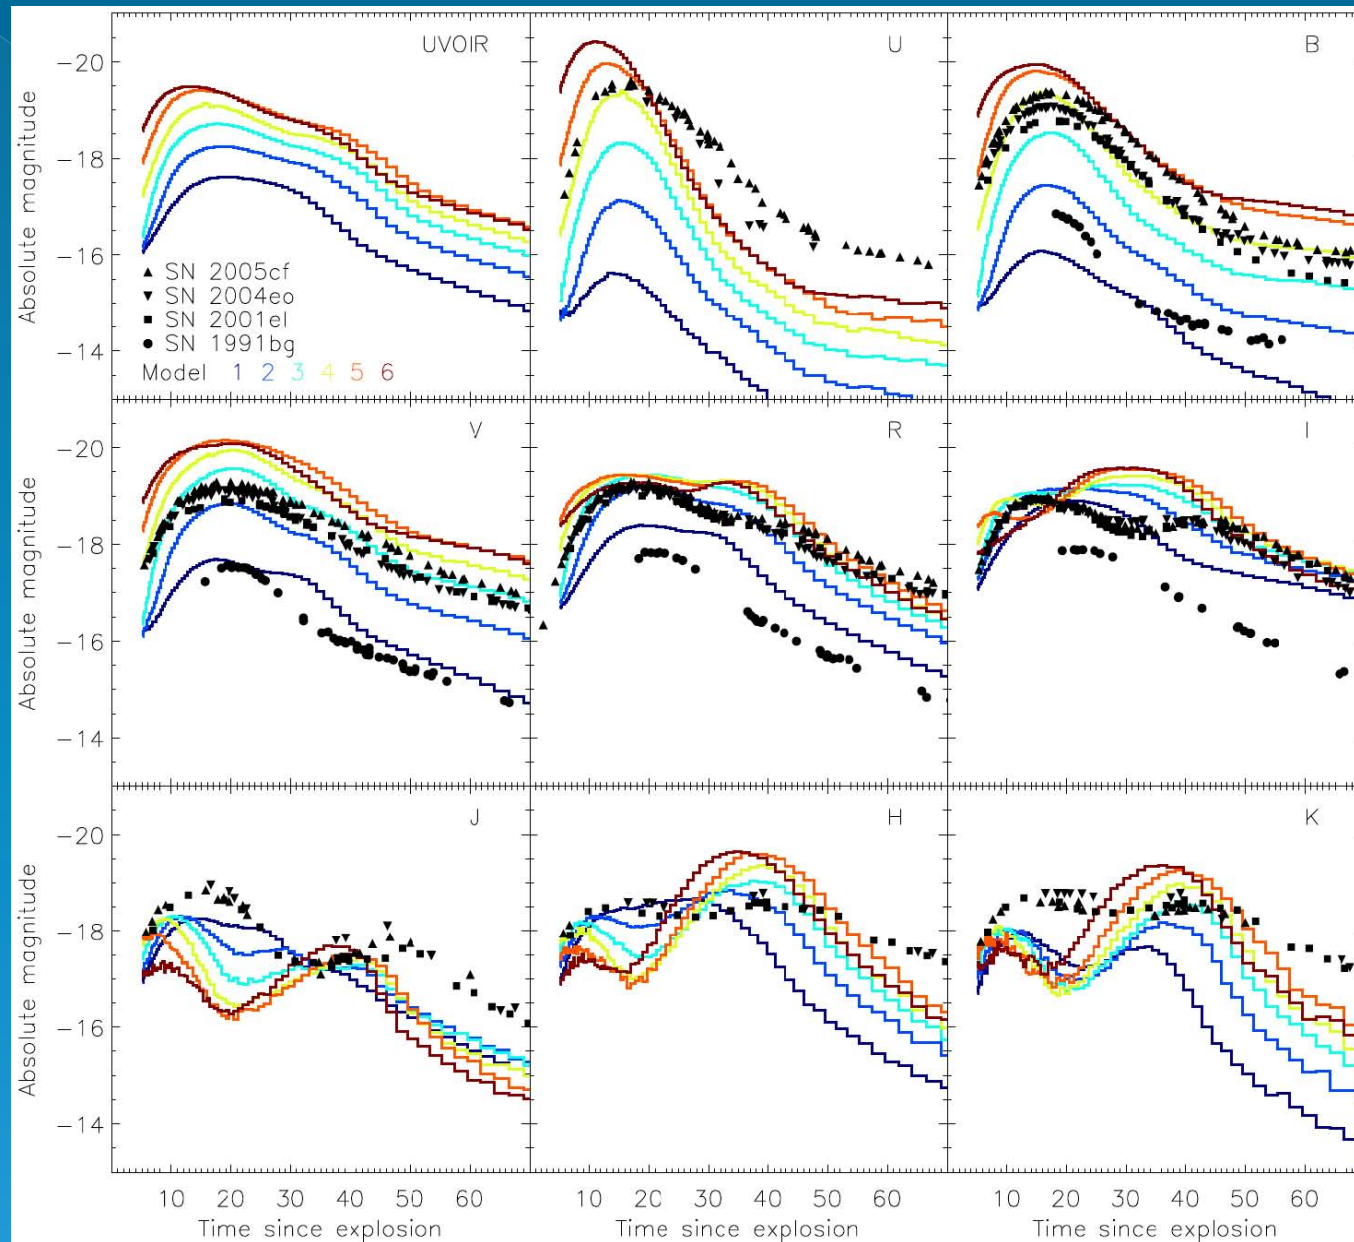 UVOIR
U
B
-20
-18
-16
-14
Absolute magnitude
SN 2005cf
SN 2004eo
SN 2001el
SN 1991bg
Model 1 2 3 4 5 6
V
R
I
-20
-18
-16
-14
Absolute magnitude
J
H
K
-20
-18
-16
-14
Absolute magnitude
10 20 30 40 50 60
10 20 30 40 50 60
10 20 30 40 50 60
Time since explosion
Time since explosion
Time since explosion